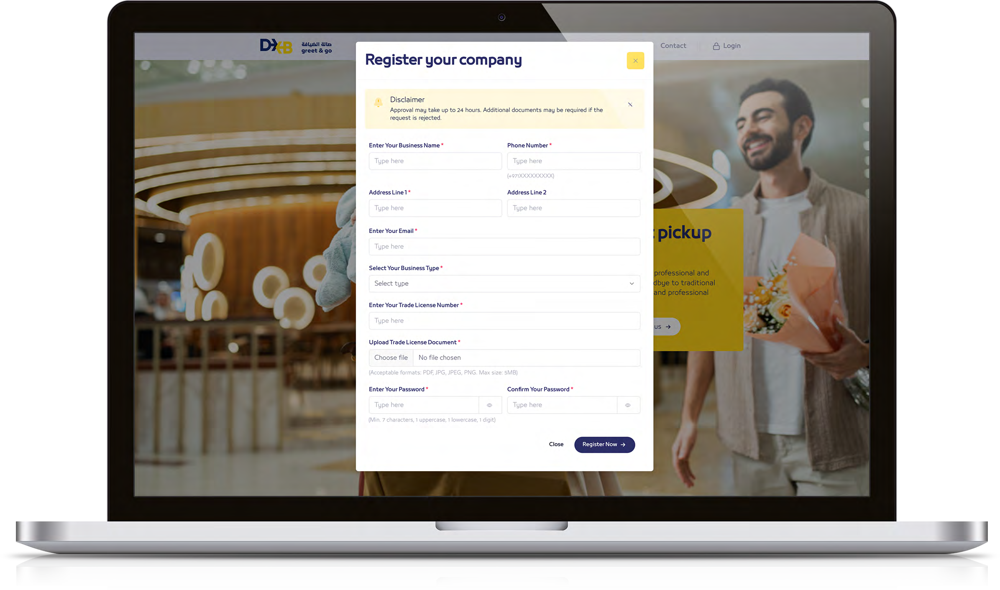 DXB
صالة الضيافة
greet & go
Contact
Login
Register your company
Disclaimer
Approval may take up to 24 hours. Additional documents may be required if the
request is rejected.
Enter Your Business Name *
Phone Number *
Type here
Type here
(+971XXXXXXXXX)
Address Line 1 *
Address Line 2
Type here
Type here
Enter Your Email *
Type here
Select Your Business Type *
Select type
Enter Your Trade License Number *
Type here
Upload Trade License Document *
Choose file
No file chosen
(Acceptable formats: PDF, JPG, JPEG, PNG. Max size: 5MB)
Enter Your Password *
Confirm Your Password *
Type here
Type here
(Min. 7 characters, 1 uppercase, 1 lowercase, 1 digit)
Close
Register Now →
pickup
professional and
dbye to traditional
and professional
us →